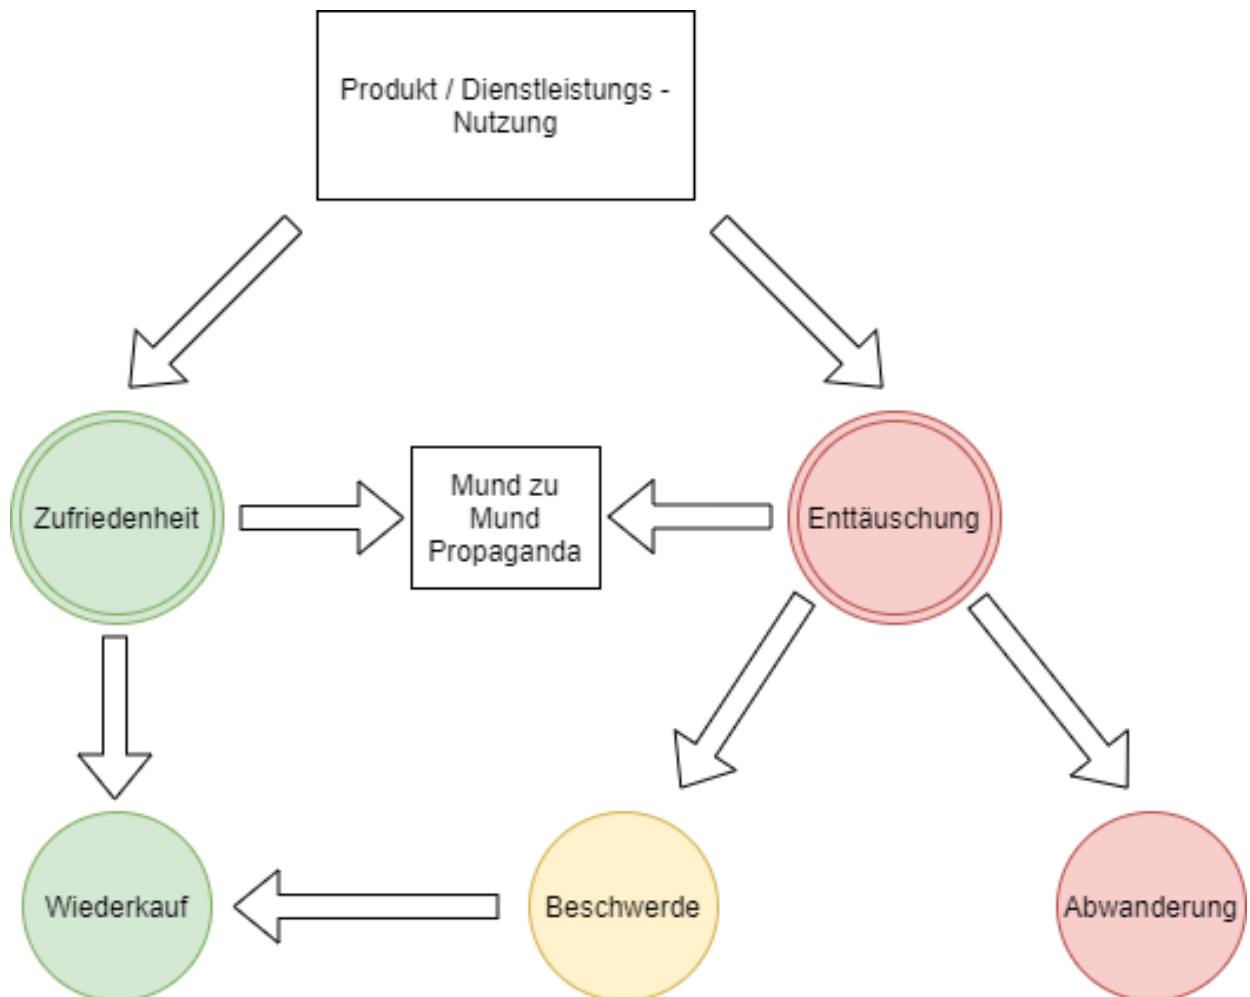 Produkt / Dienstleistungs -
Nutzung
Zufriedenheit
Mund zu
Mund
Propaganda
Enttäuschung
Wiederkauf
Beschwerde
Abwanderung